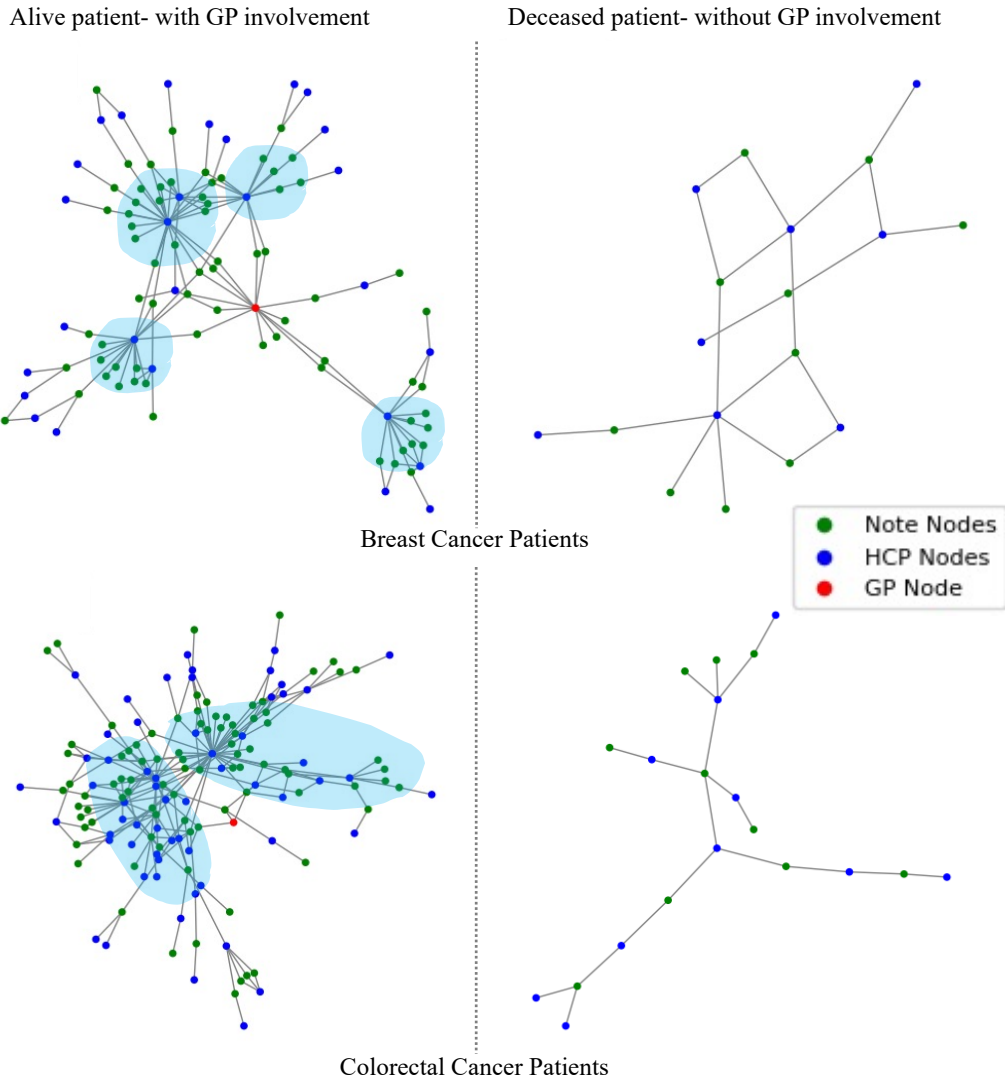 Alive patient- with GP involvement
Deceased patient- without GP involvement
Breast Cancer Patients
Note Nodes
HCP Nodes
GP Node
Colorectal Cancer Patients